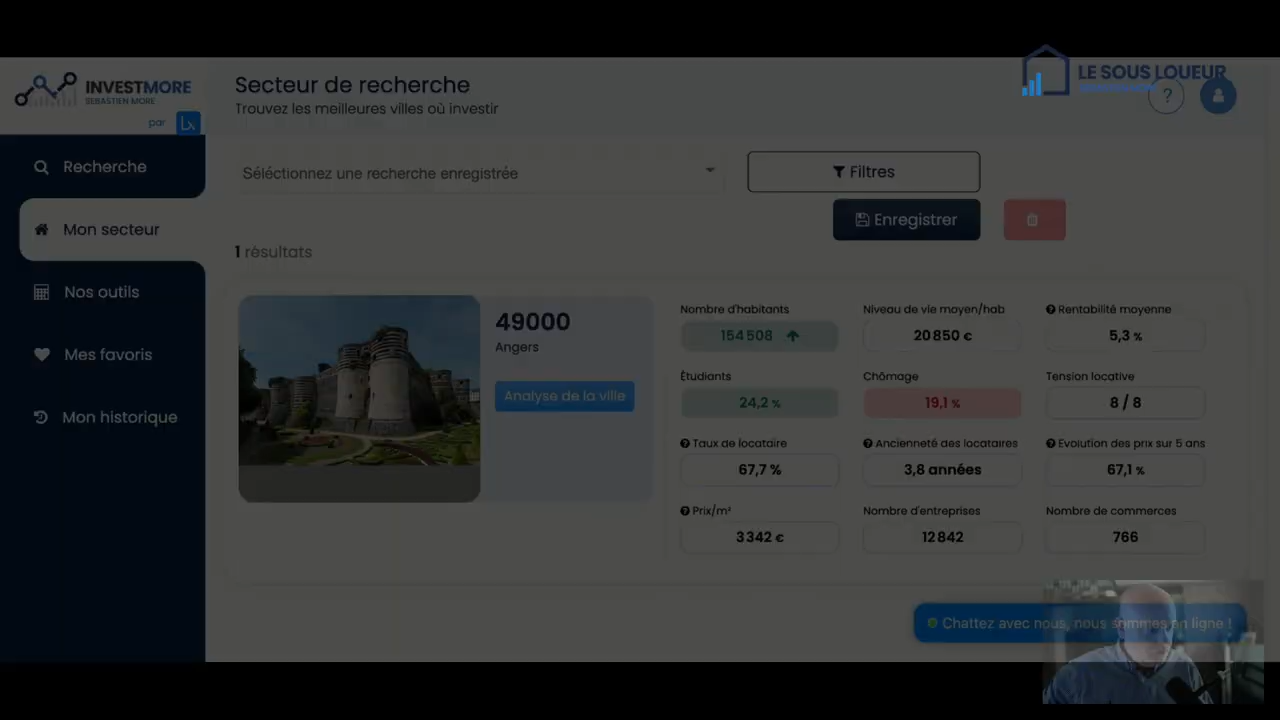 INVESTMORE
SEBASTIEN MORE
par
Secteur de recherche
Trouvez les meilleures villes où investir
LE SOUS LOUEUR
?
Recherche
Mon secteur
Nos outils
Mes favoris
Mon historique
Séléctionnez une recherche enregistrée
Filtres
Enregistrer
1 résultats
49000
Angers
Analyse de la ville
Nombre d'habitants
154 508
Niveau de vie moyen/hab
20 850 €
Rentabilité moyenne
5,3 %
Étudiants
24,2 %
Chômage
19,1 %
Tension locative
8 / 8
Taux de locataire
67,7 %
Ancienneté des locataires
3,8 années
Evolution des prix sur 5 ans
67,1 %
Prix/m²
3 342 €
Nombre d'entreprises
12 842
Nombre de commerces
766
Chattez avec nous, nous sommes en ligne !